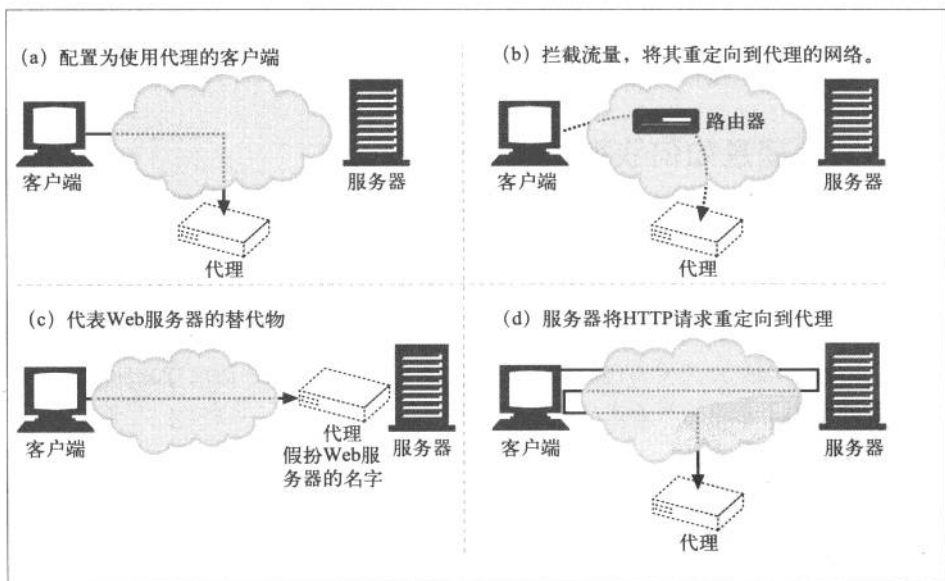 (a) 配置为使用代理的客户端
客户端
服务器
代理
(b) 拦截流量，将其重定向到代理的网络。
路由器
客户端
服务器
代理
(c) 代表Web服务器的替代物
客户端
代理
假扮Web服
务器的名字
服务器
(d) 服务器将HTTP请求重定向到代理
客户端
服务器
代理